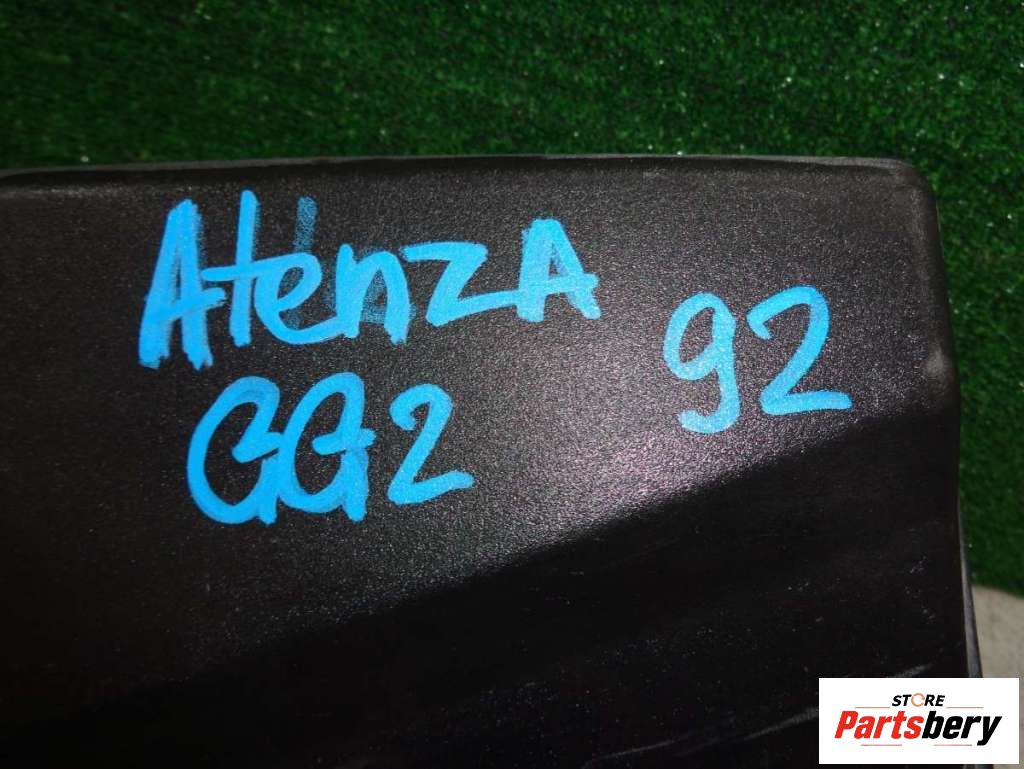 AtenzA
GG2 92
STORE
Partsbery